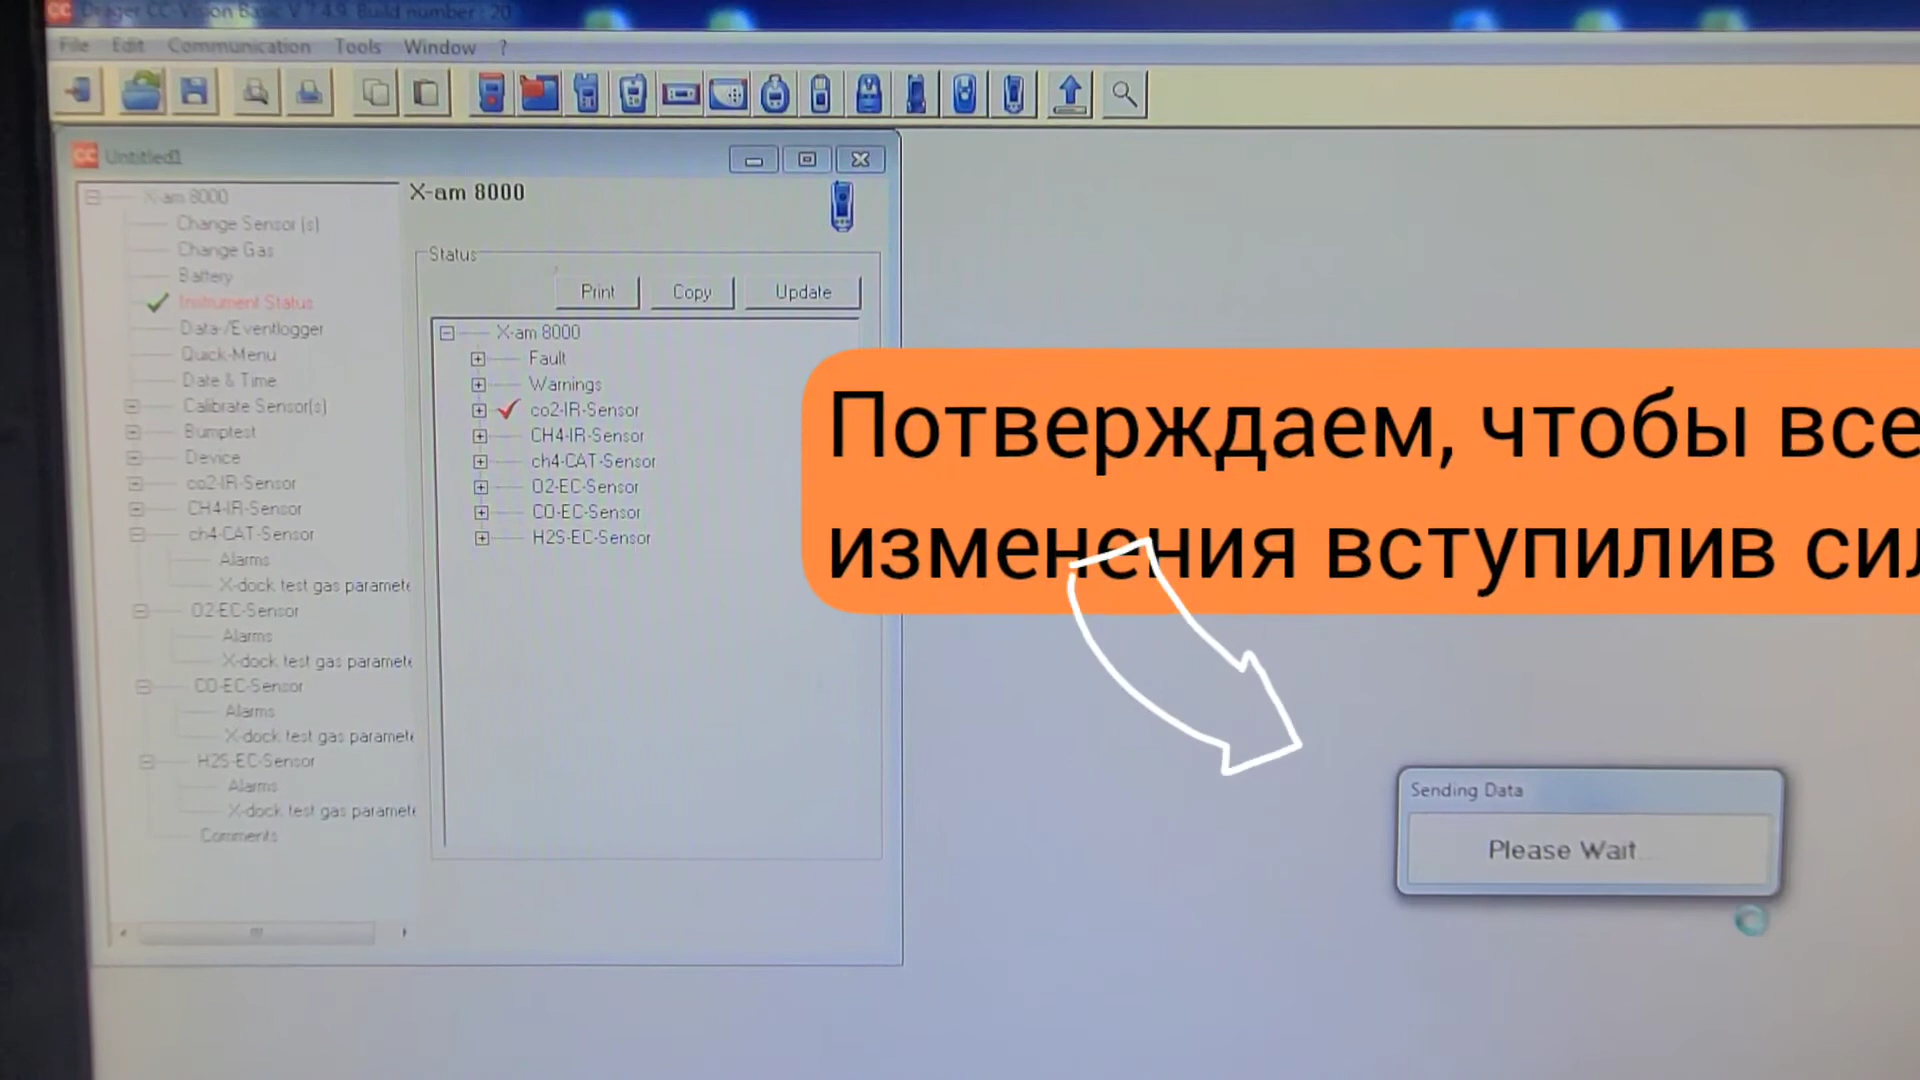 CC Dräger CC-Vision Basic V 7.4.9 Build number: 20
File Edit Communication Tools Window ?
CC Untitled1
X-am 8000
Change Sensor (s)
Change Gas
Battery
Instrument Status
Data-/Eventlogger
Quick-Menu
Date & Time
Calibrate Sensor(s)
Bumptest
Device
co2-IR-Sensor
CH4-IR-Sensor
ch4-CAT-Sensor
Alarms
X-dock test gas paramete
O2-EC-Sensor
Alarms
X-dock test gas paramete
CO-EC-Sensor
Alarms
X-dock test gas paramete
H2S-EC-Sensor
Alarms
X-dock test gas paramete
Comments
X-am 8000
Status
Print Copy Update
X-am 8000
Fault
Warnings
co2-IR-Sensor
CH4-IR-Sensor
ch4-CAT-Sensor
O2-EC-Sensor
CO-EC-Sensor
H2S-EC-Sensor
Потверждаем, чтобы все
изменения вступилив сил
Sending Data
Please Wait...